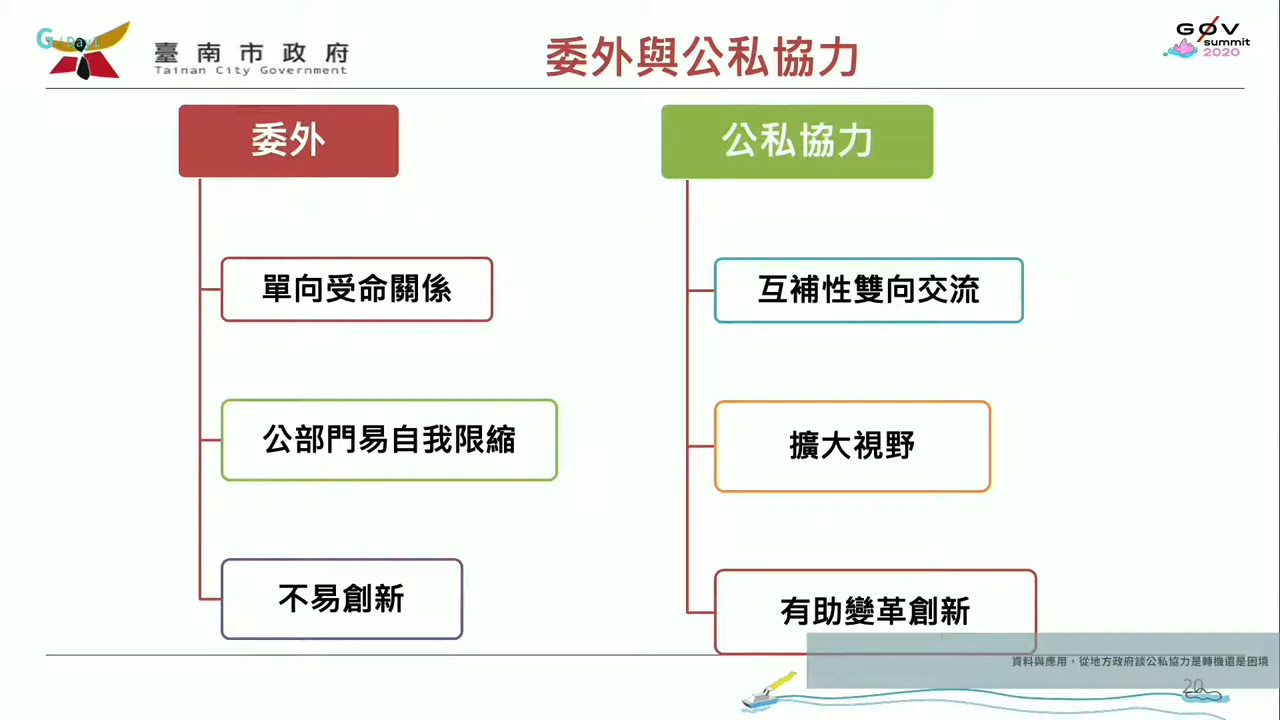 臺南市政府
Tainan City Government
委外與公私協力
GØV
summit
2020
委外
公私協力
單向受命關係
互補性雙向交流
公部門易自我限縮
擴大視野
不易創新
有助變革創新
資料與應用，從地方政府談公私協力是轉機還是困境
20